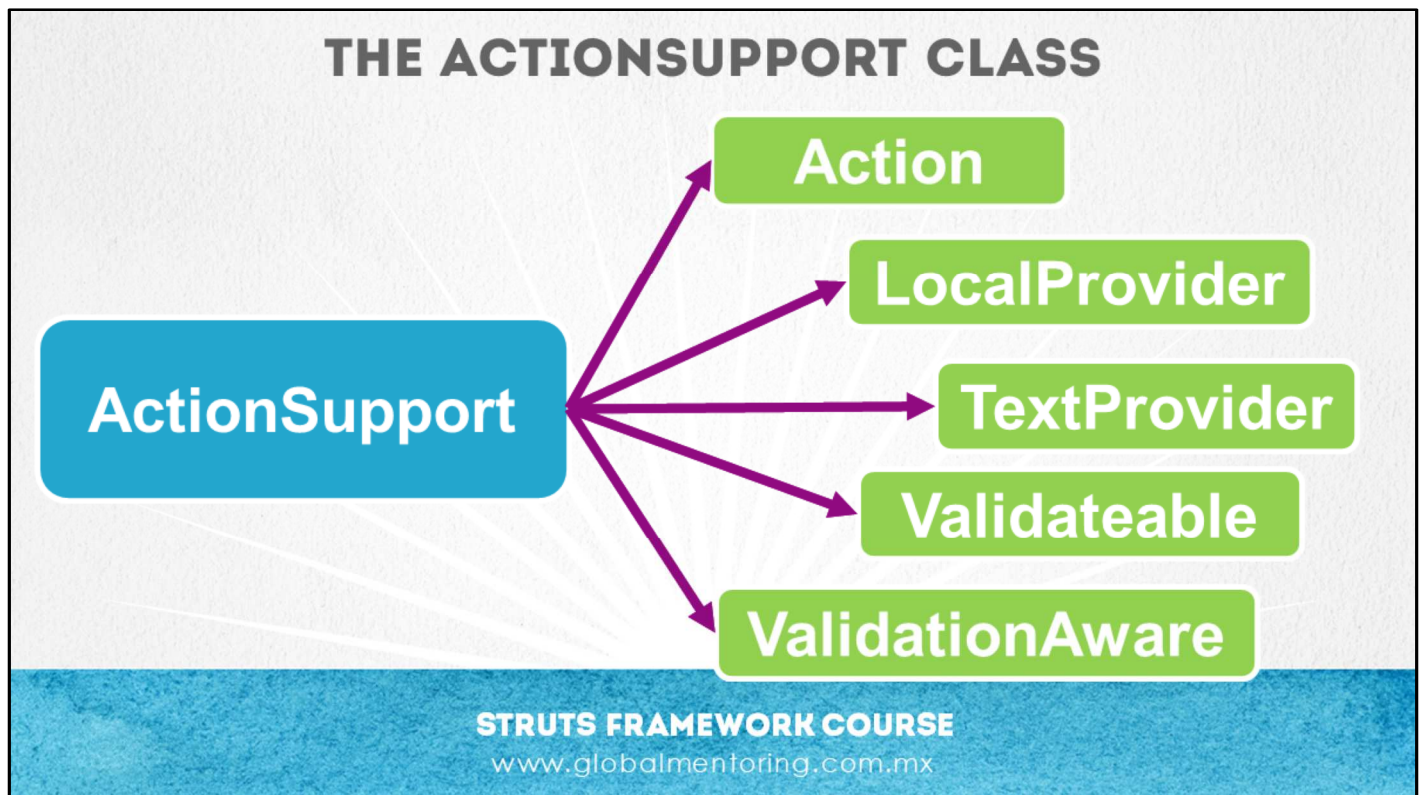 THE ACTIONSUPPORT CLASS
Action
LocalProvider
ActionSupport
TextProvider
Validateable
ValidationAware
STRUTS FRAMEWORK COURSE
www.globalmentoring.com.mx